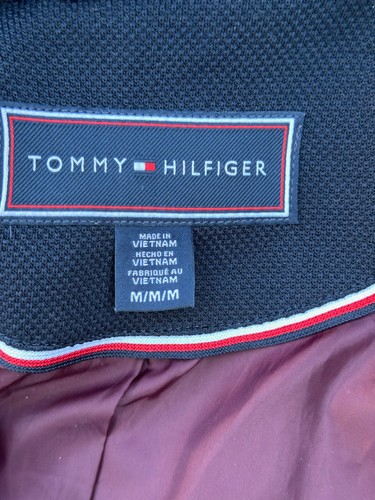 TOMMY HILFIGER
MADE IN
VIETNAM
HECHO EN
VIETNAM
FABRIQUÉ AU
VIETNAM
M/M/M